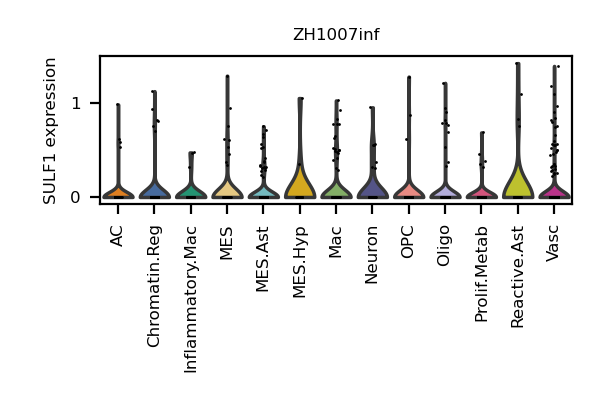 ZH1007inf
SULF1 expression
1
0
AC
Chromatin.Reg
Inflammatory.Mac
MES
MES.Ast
MES.Hyp
Mac
Neuron
OPC
Oligo
Prolif.Metab
Reactive.Ast
Vasc